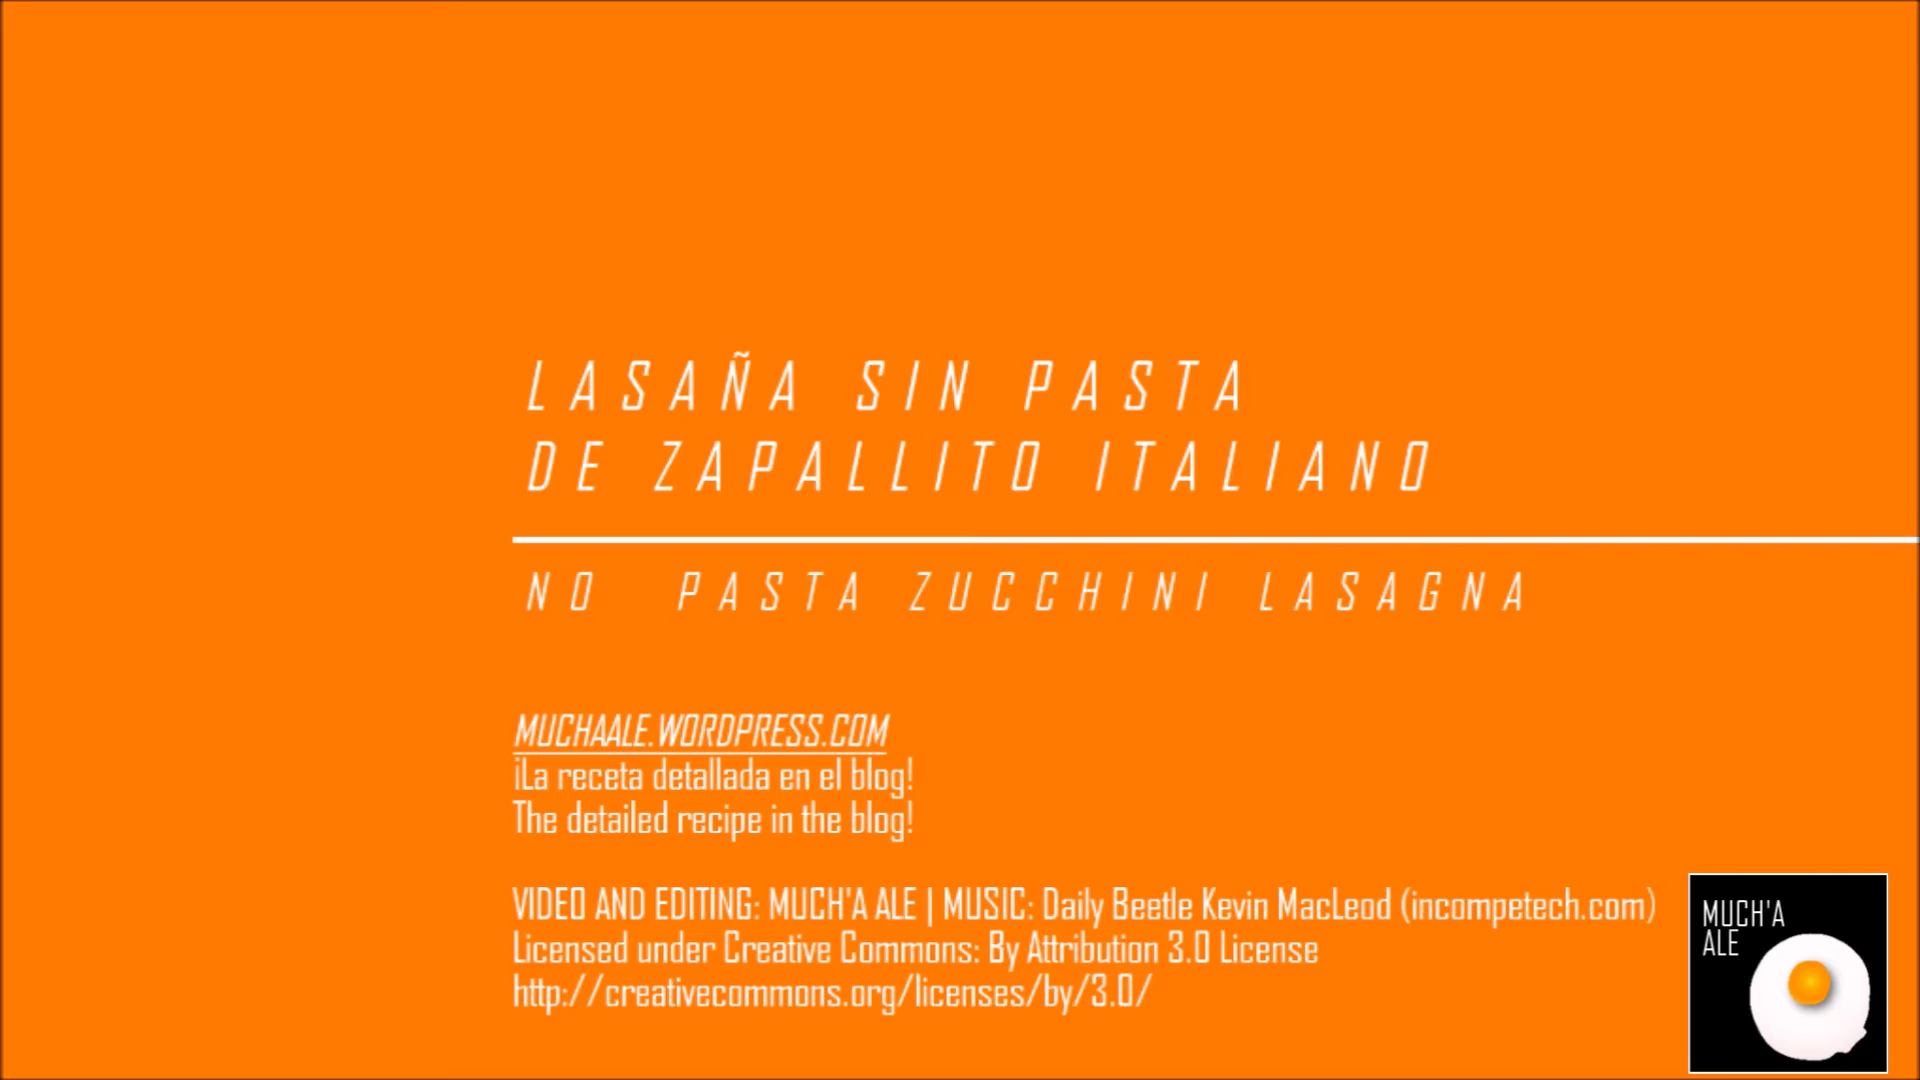 LASAÑA SIN PASTA
DE ZAPALLITO ITALIANO
NO PASTA ZUCCHINI LASAGNA
MUCHAALE.WORDPRESS.COM
¡La receta detallada en el blog!
The detailed recipe in the blog!
VIDEO AND EDITING: MUCH'A ALE | MUSIC: Daily Beetle Kevin MacLeod (incompetech.com)
Licensed under Creative Commons: By Attribution 3.0 License
http://creativecommons.org/licenses/by/3.0/
MUCH'A
ALE